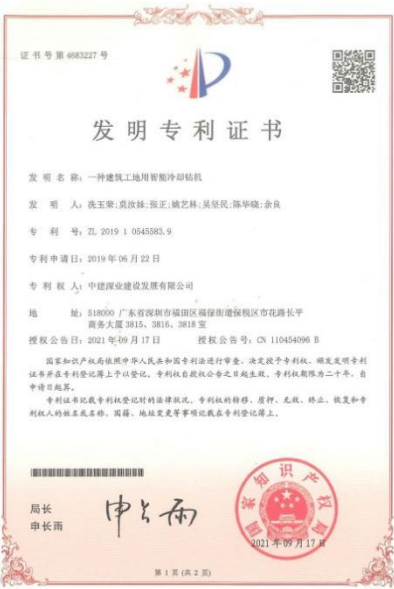 证书号第4683227号
发明专利证书
发 明 名 称：一种建筑工地用智能冷却钻机
发 明 人：冼玉荣;莫汝妹;张正;姚艺林;吴坚民;陈华晓;余良
专 利 号：ZL 2019 1 0545583.9
专利申请日：2019年06月22日
专 利 权 人：中建深业建设发展有限公司
地 址：518000 广东省深圳市福田区福保街道保税区市花路长平
商务大厦 3815、3816、3818 室
授权公告日：2021年09月17日 授权公告号：CN 110454096 B
国家知识产权局依照中华人民共和国专利法进行审查，决定授予专利权，颁发发明专利
证书并在专利登记簿上予以登记。专利权自授权公告之日起生效。专利权期限为二十年，自
申请日起算。
专利证书记载专利权登记时的法律状况。专利权的转移、质押、无效、终止、恢复和专
利权人的姓名或名称、国籍、地址变更等事项记载在专利登记簿上。
局长
申长雨
申长雨
国家知识产权局
2021年09月17日
第 1 页 (共 2 页)